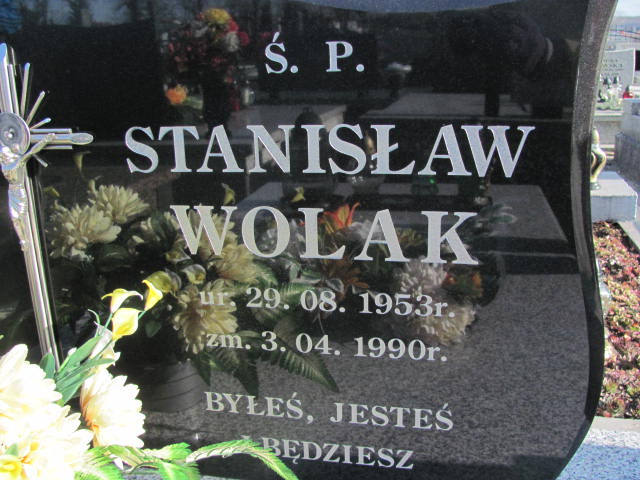 Ś. P.
STANISŁAW
WOLAK
ur. 29. 08. 1953r.
zm. 3. 04. 1990r.
BYŁEŚ, JESTEŚ
BĘDZIESZ